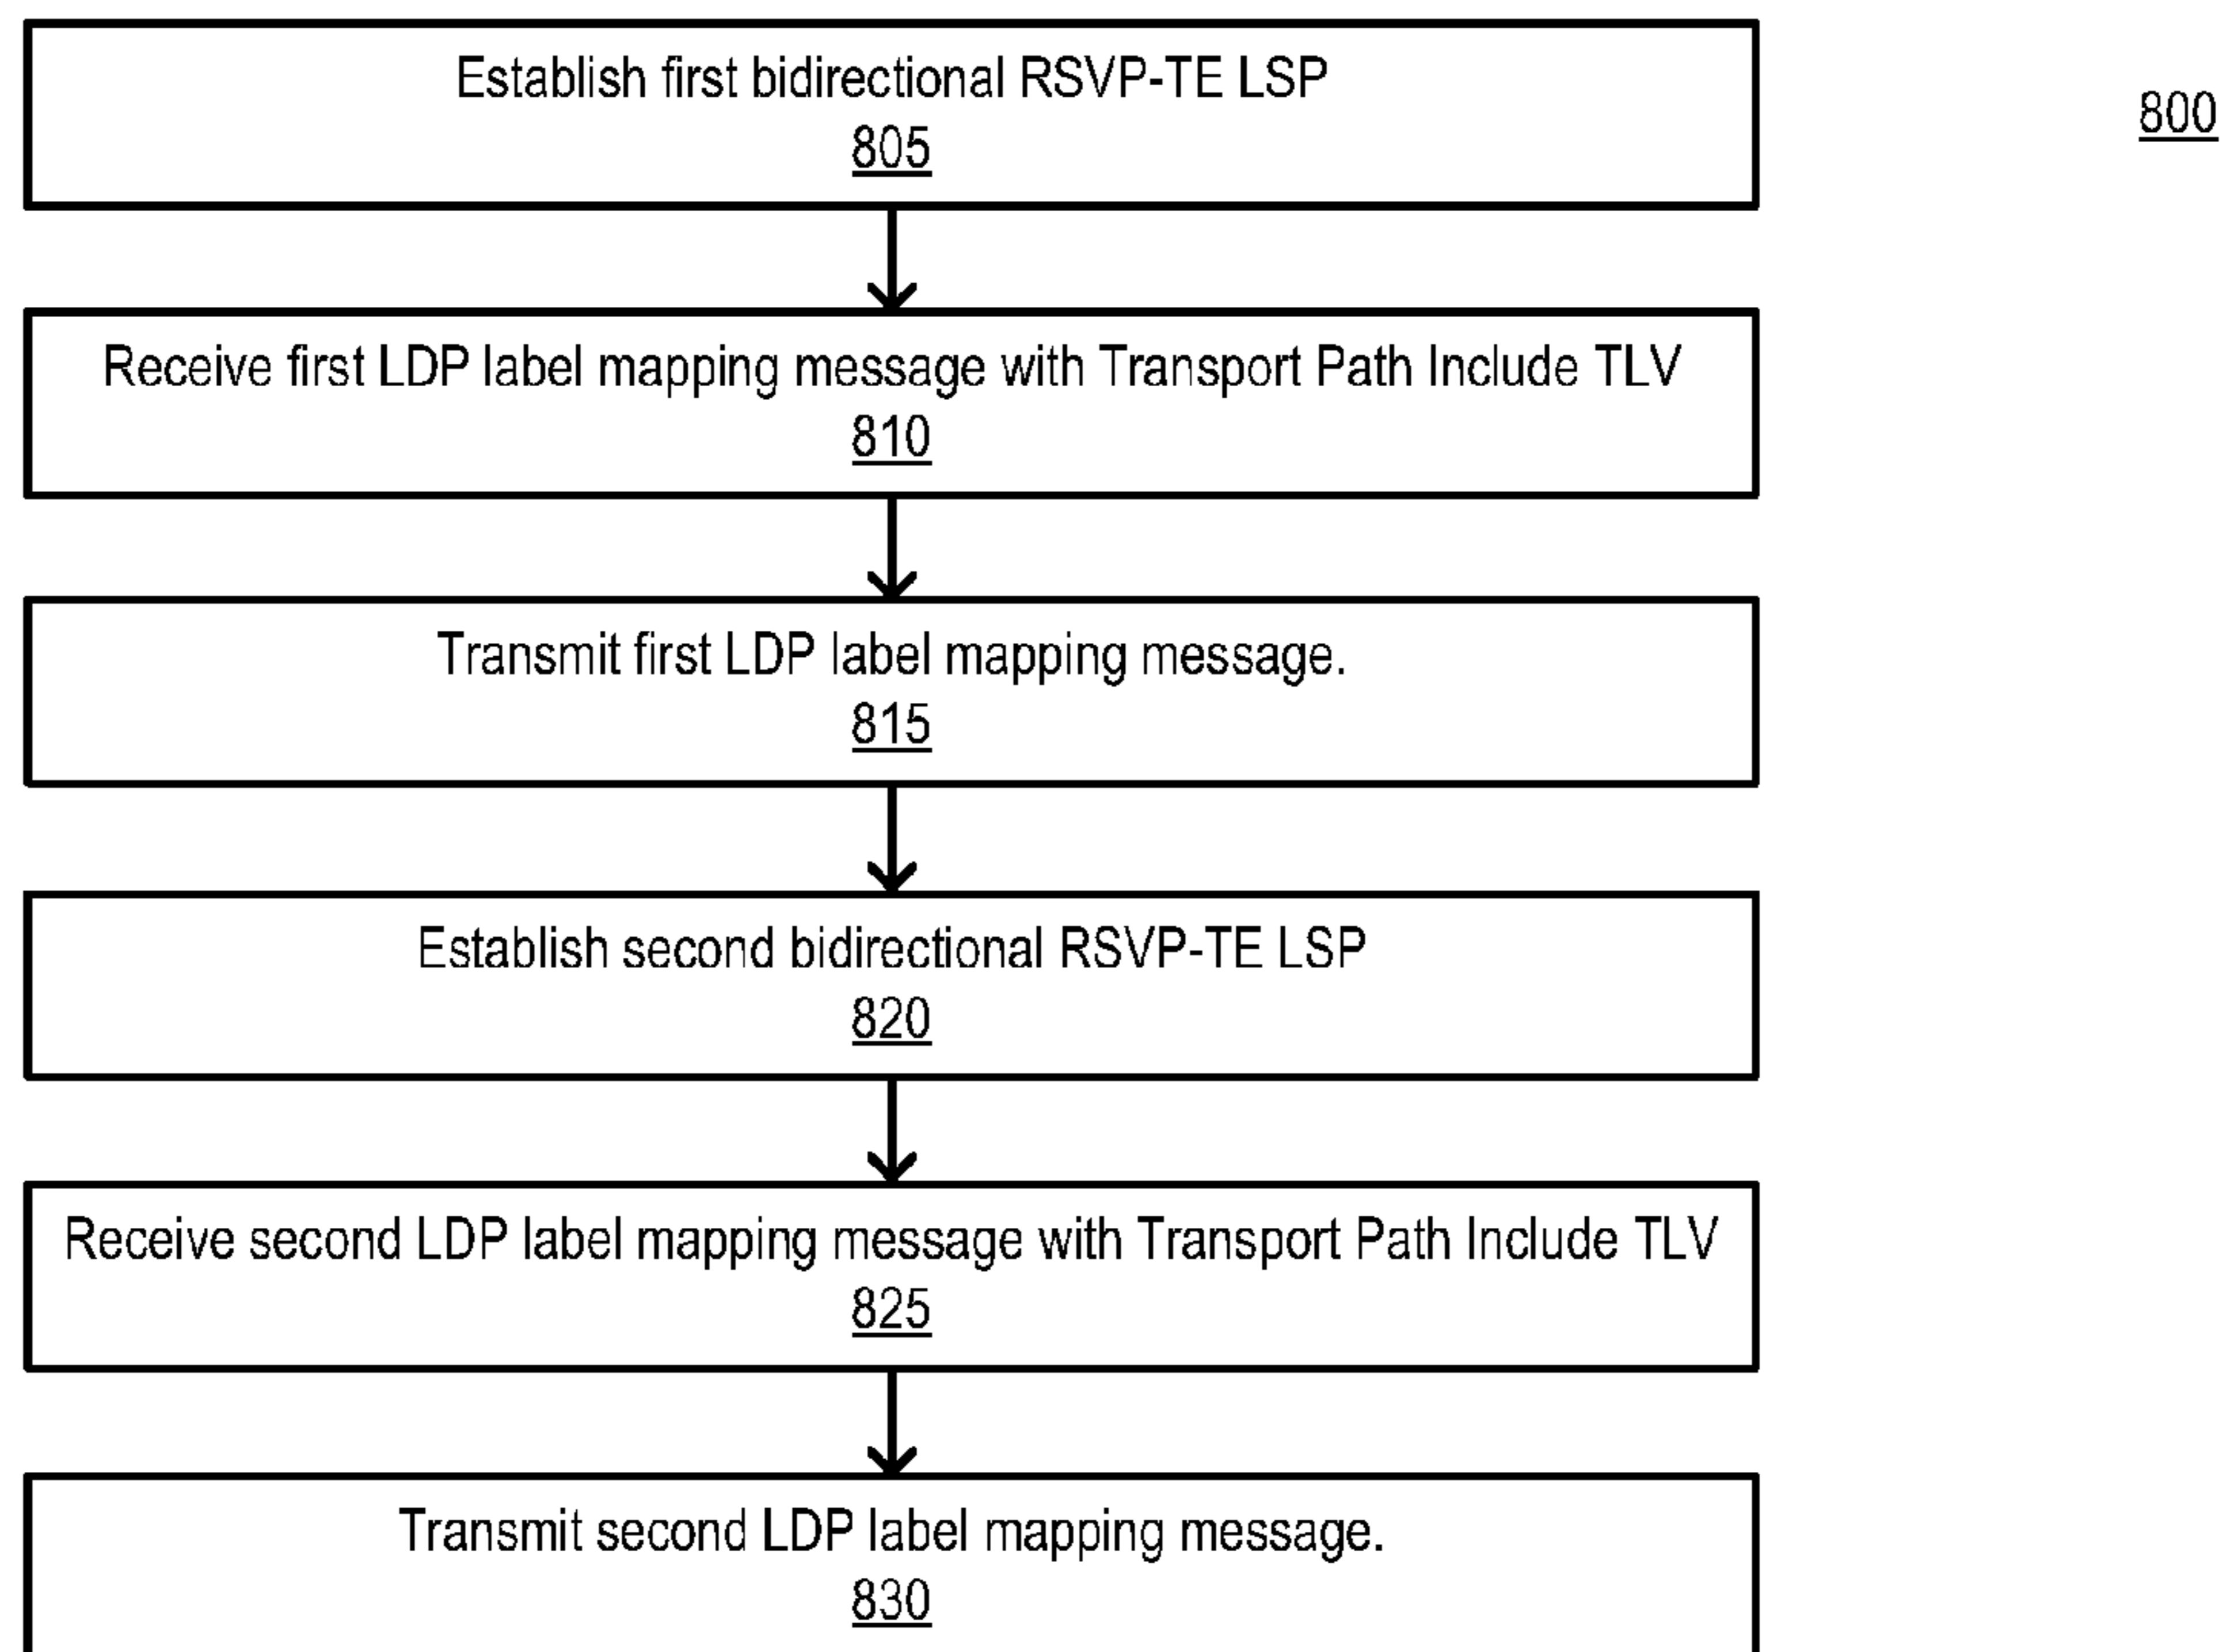 Establish first bidirectional RSVP-TE LSP
805
800
Receive first LDP label mapping message with Transport Path Include TLV
810
Transmit first LDP label mapping message.
815
Establish second bidirectional RSVP-TE LSP
820
Receive second LDP label mapping message with Transport Path Include TLV
825
Transmit second LDP label mapping message.
830